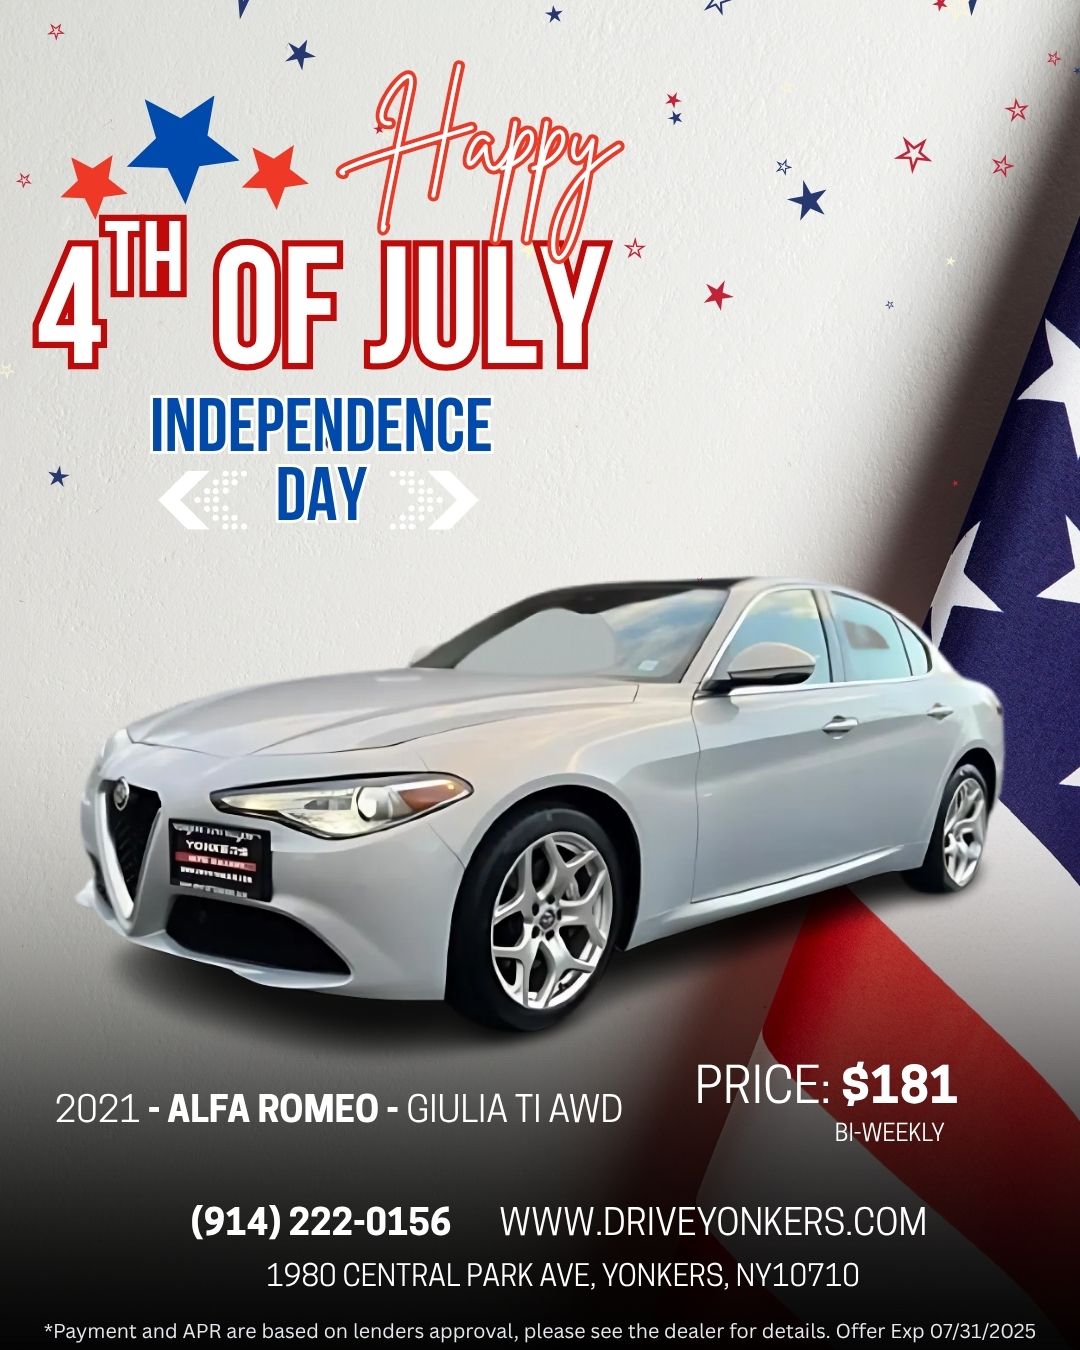 Happy
4TH OF JULY
INDEPENDENCE
DAY
YONKERS
2021 - ALFA ROMEO - GIULIA TI AWD
PRICE: $181
BI-WEEKLY
(914) 222-0156 WWW.DRIVEYONKERS.COM
1980 CENTRAL PARK AVE, YONKERS, NY10710
*Payment and APR are based on lenders approval, please see the dealer for details. Offer Exp 07/31/2025